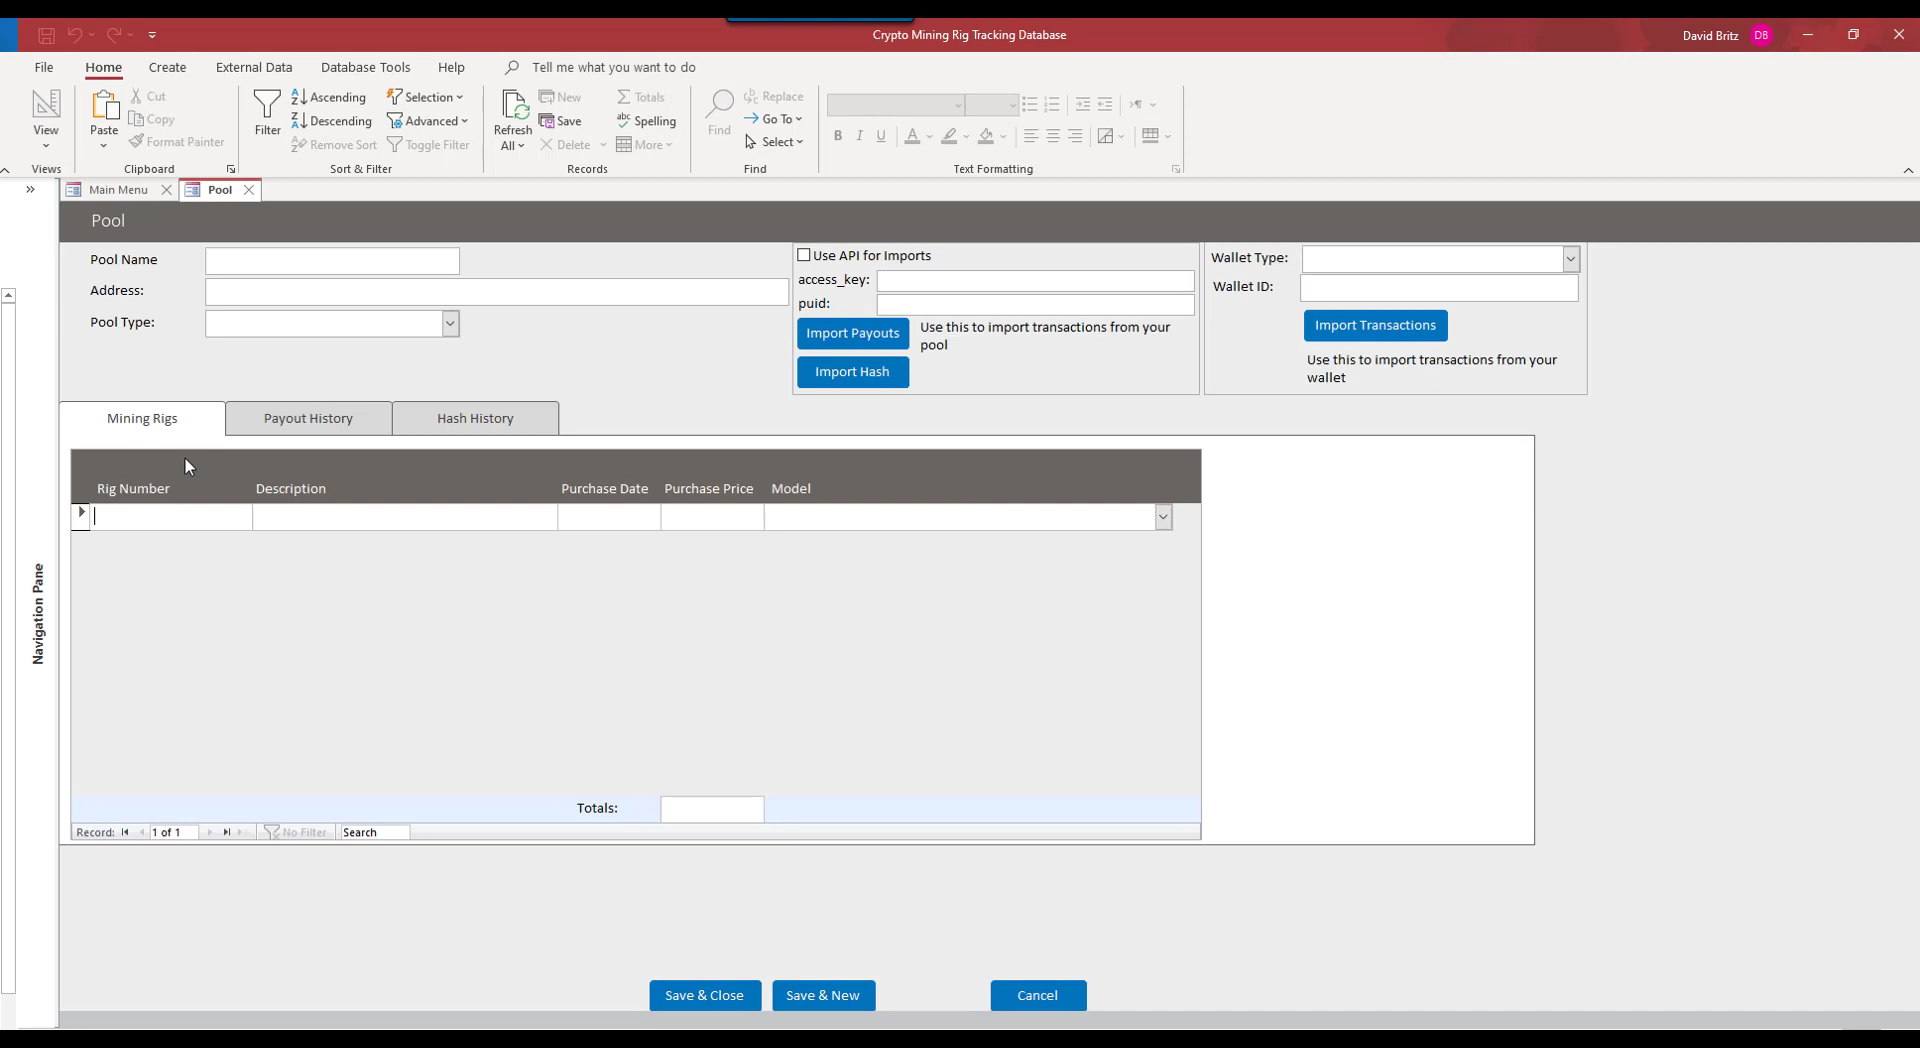 Crypto Mining Rig Tracking Database
David Britz DB
File Home Create External Data Database Tools Help Tell me what you want to do
View
Views
Paste
Cut
Copy
Format Painter
Clipboard
Filter
Ascending
Descending
Remove Sort
Selection
Advanced
Toggle Filter
Sort & Filter
Refresh
All
New
Save
Delete
Totals
Spelling
More
Records
Find
Replace
Go To
Select
Find
B I U A
Text Formatting
Main Menu Pool
Pool
Navigation Pane
Pool Name
Address:
Pool Type:
Use API for Imports
access_key:
puid:
Import Payouts
Use this to import transactions from your
pool
Import Hash
Wallet Type:
Wallet ID:
Import Transactions
Use this to import transactions from your
wallet
Mining Rigs Payout History Hash History
Rig Number Description Purchase Date Purchase Price Model
Totals:
Record: 1 of 1 No Filter Search
Save & Close Save & New Cancel